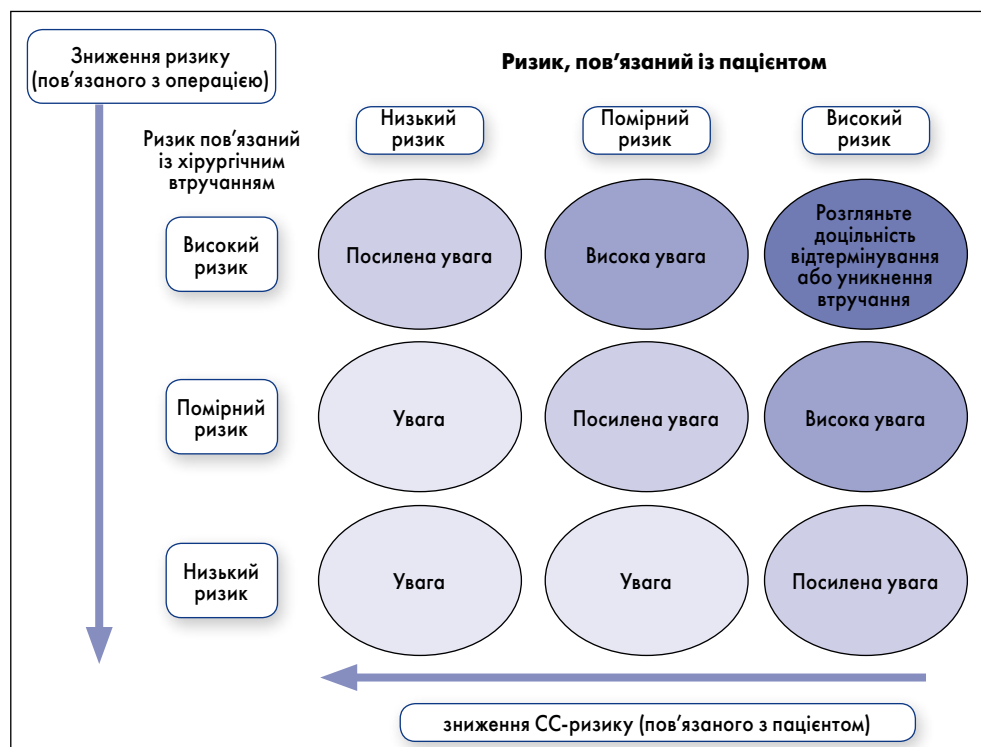 Зниження ризику
(пов’язаного з операцією)
Ризик, пов’язаний із пацієнтом
Низький
ризик
Помірний
ризик
Високий
ризик
Ризик пов’язаний
із хірургічним
втручанням
Високий
ризик
Посилена увага
Висока увага
Розгляньте
доцільність
відтермінування
або уникнення
втручання
Помірний
ризик
Увага
Посилена увага
Висока увага
Низький
ризик
Увага
Увага
Посилена увага
зниження СС-ризику (пов’язаного з пацієнтом)